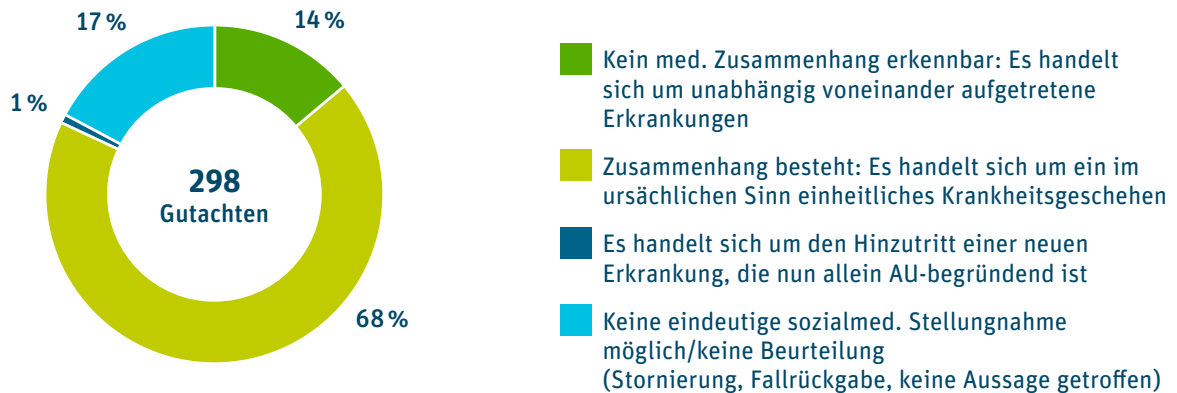 17 %
14 %
1 %
298
Gutachten
68 %
Kein med. Zusammenhang erkennbar: Es handelt
sich um unabhängig voneinander aufgetretene
Erkrankungen
Zusammenhang besteht: Es handelt sich um ein im
ursächlichen Sinn einheitliches Krankheitsgeschehen
Es handelt sich um den Hinzutritt einer neuen
Erkrankung, die nun allein AU-begründend ist
Keine eindeutige sozialmed. Stellungnahme
möglich/keine Beurteilung
(Stornierung, Fallrückgabe, keine Aussage getroffen)